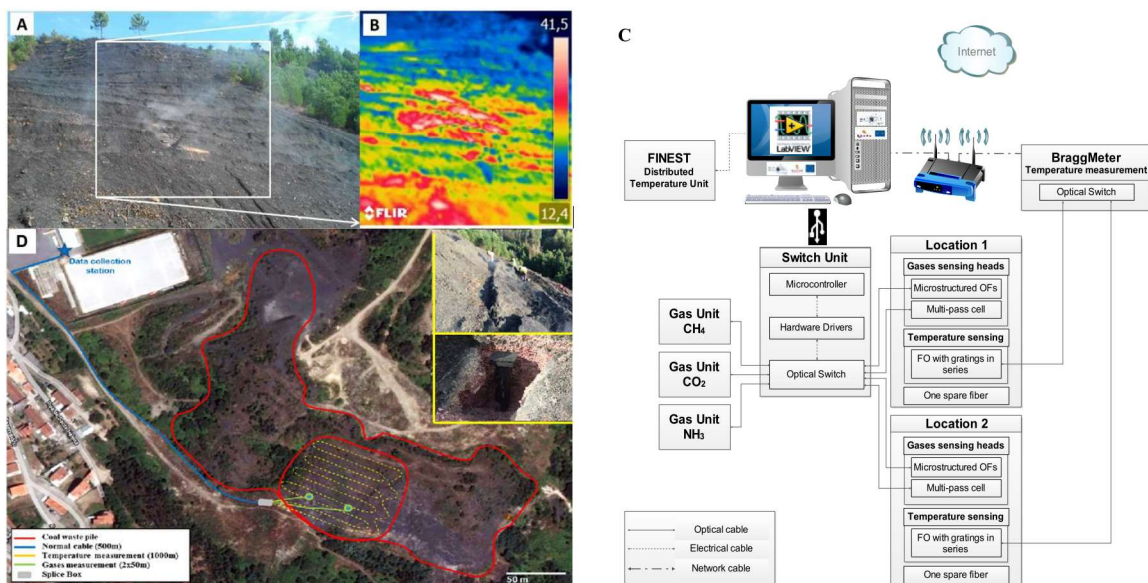 A
B
41,5
FLIR
12,4
C
Internet
LabVIEW
FINEST
Distributed
Temperature Unit
BraggMeter
Temperature measurement
Optical Switch
Switch Unit
Microcontroller
Hardware Drivers
Optical Switch
Gas Unit
CH4
Gas Unit
CO2
Gas Unit
NH3
Location 1
Gases sensing heads
Microstructured OFs
Multi-pass cell
Temperature sensing
FO with gratings in
series
One spare fiber
Location 2
Gases sensing heads
Microstructured OFs
Multi-pass cell
Temperature sensing
FO with gratings in
series
One spare fiber
Optical cable
Electrical cable
Network cable
D
Data collection
station
Coal waste pile
Normal cable (500m)
Temperature measurement (1000m)
Gases measurement (2x50m)
Splice Box
50 m